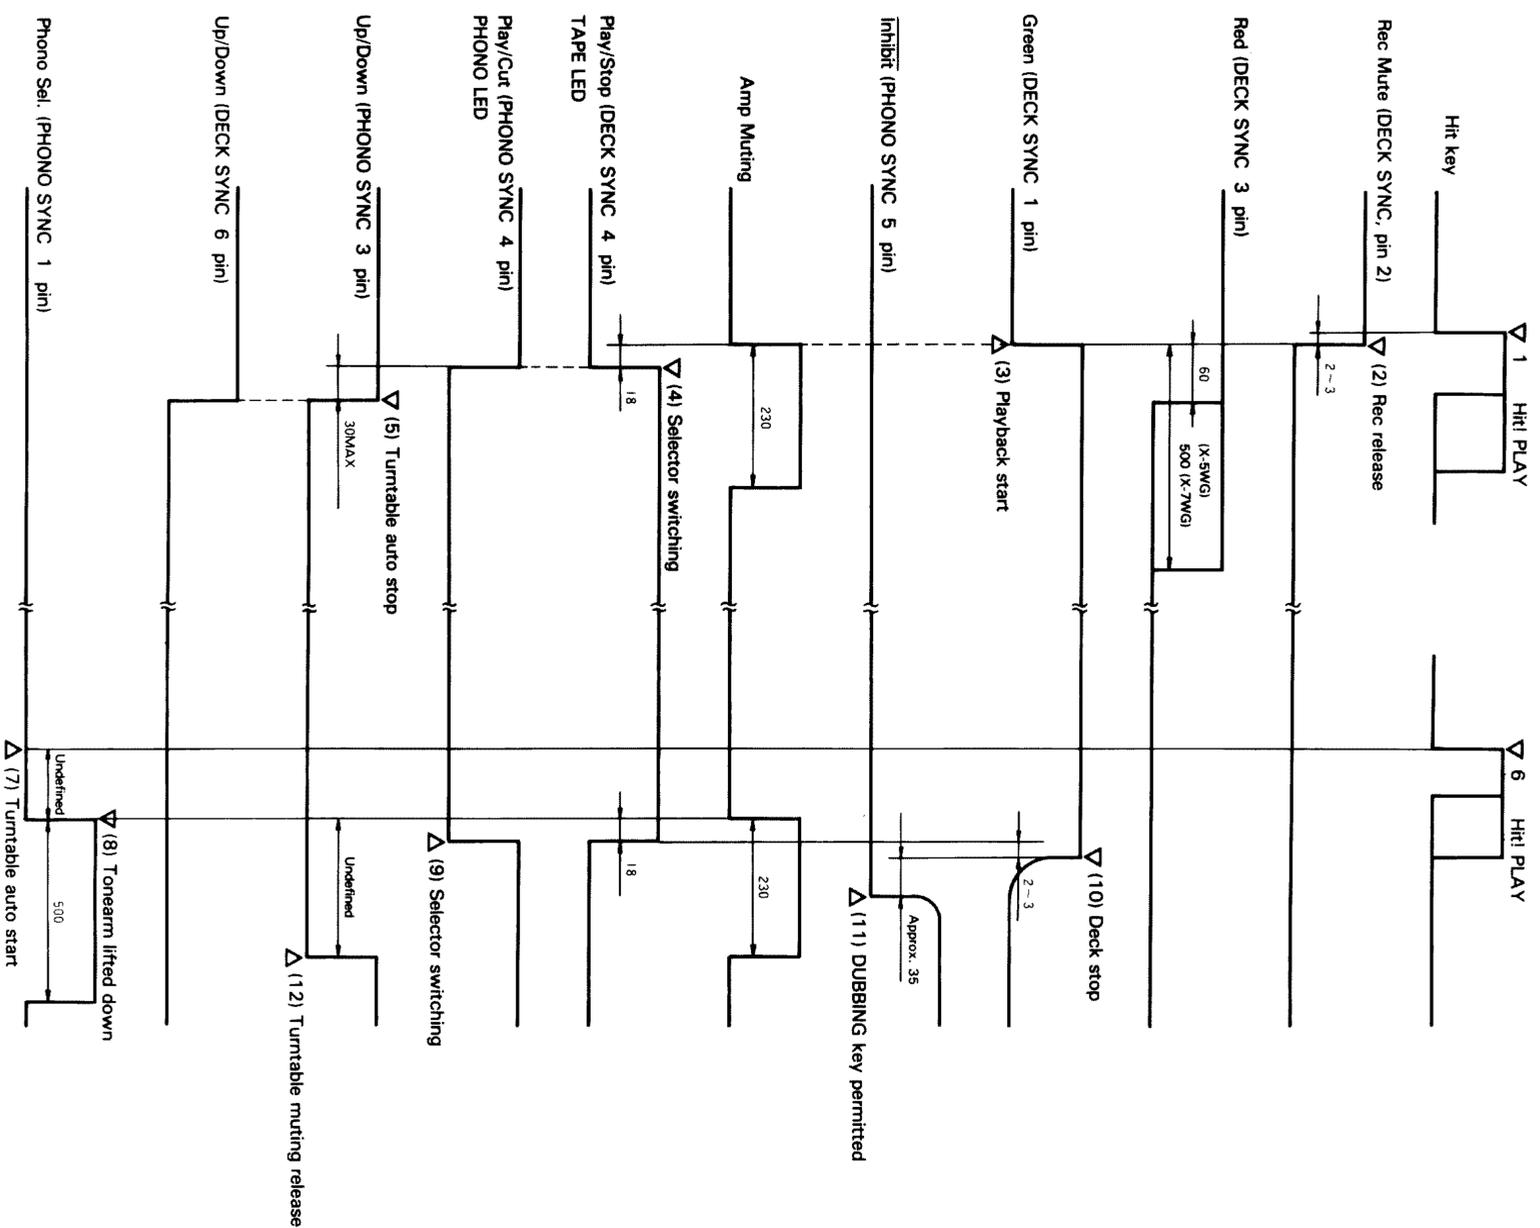 Hit key
1
Hit! PLAY
6
Hit! PLAY
Rec Mute (DECK SYNC, pin 2)
(2) Rec release
2 ~ 3
Red (DECK SYNC 3 pin)
60
(X-5WG)
500 (X-7WG)
Green (DECK SYNC 1 pin)
(3) Playback start
(10) Deck stop
2 ~ 3
Inhibit (PHONO SYNC 5 pin)
Approx. 35
(11) DUBBING key permitted
Amp Muting
230
230
Play/Stop (DECK SYNC 4 pin)
TAPE LED
(4) Selector switching
18
18
Play/Cut (PHONO SYNC 4 pin)
PHONO LED
(9) Selector switching
Up/Down (PHONO SYNC 3 pin)
(5) Turntable auto stop
30MAX
Undefined
(12) Turntable muting release
Up/Down (DECK SYNC 6 pin)
Phono Sel. (PHONO SYNC 1 pin)
(8) Tonearm lifted down
Undefined
500
(7) Turntable auto start